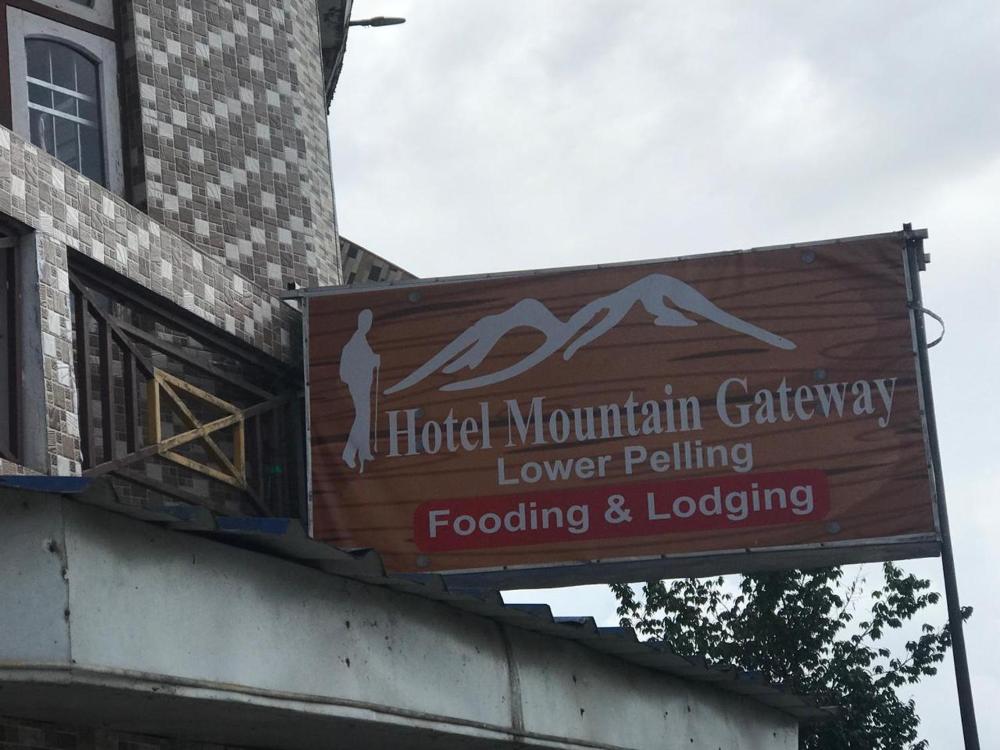 Hotel Mountain Gateway
Lower Pelling
Fooding & Lodging